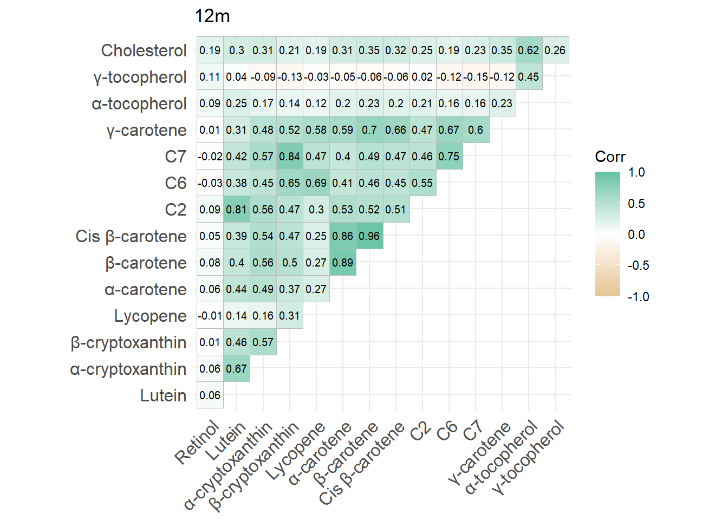 12m
Cholesterol 0.19 0.3 0.31 0.21 0.19 0.31 0.35 0.32 0.25 0.19 0.23 0.35 0.62 0.26
γ-tocopherol 0.11 0.04 -0.09 -0.13 -0.03 -0.05 -0.06 -0.06 0.02 -0.12 -0.15 -0.12 0.45
α-tocopherol 0.09 0.25 0.17 0.14 0.12 0.2 0.23 0.2 0.21 0.16 0.16 0.23
γ-carotene 0.01 0.31 0.48 0.52 0.58 0.59 0.7 0.66 0.47 0.67 0.6
C7 -0.02 0.42 0.57 0.84 0.47 0.4 0.49 0.47 0.46 0.75
C6 -0.03 0.38 0.45 0.65 0.69 0.41 0.46 0.45 0.55
C2 0.09 0.81 0.56 0.47 0.3 0.53 0.52 0.51
Cis β-carotene 0.05 0.39 0.54 0.47 0.25 0.86 0.96
β-carotene 0.08 0.4 0.56 0.5 0.27 0.89
α-carotene 0.06 0.44 0.49 0.37 0.27
Lycopene -0.01 0.14 0.16 0.31
β-cryptoxanthin 0.01 0.46 0.57
α-cryptoxanthin 0.06 0.67
Lutein 0.06
Retinol
Lutein
α-cryptoxanthin
β-cryptoxanthin
Lycopene
α-carotene
β-carotene
Cis β-carotene
C2
C6
C7
γ-carotene
α-tocopherol
γ-tocopherol
Corr
1.0
0.5
0.0
-0.5
-1.0